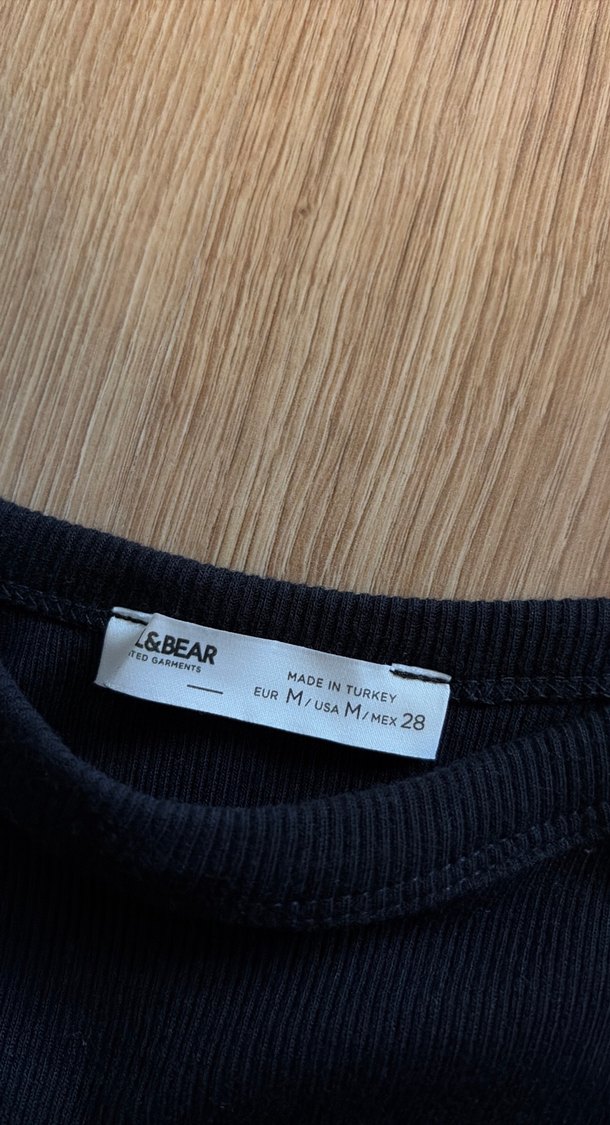 L&BEAR
TED GARMENTS
MADE IN TURKEY
EUR M / USA M / MEX 28